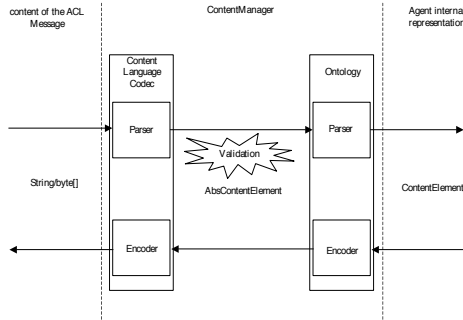 content of the ACL
Message
ContentManager
Agent interna
representation
Content
Language
Codec
Ontology
Parser
Parser
Validation
String/byte[]
AbsContentElement
ContentElement
Encoder
Encoder